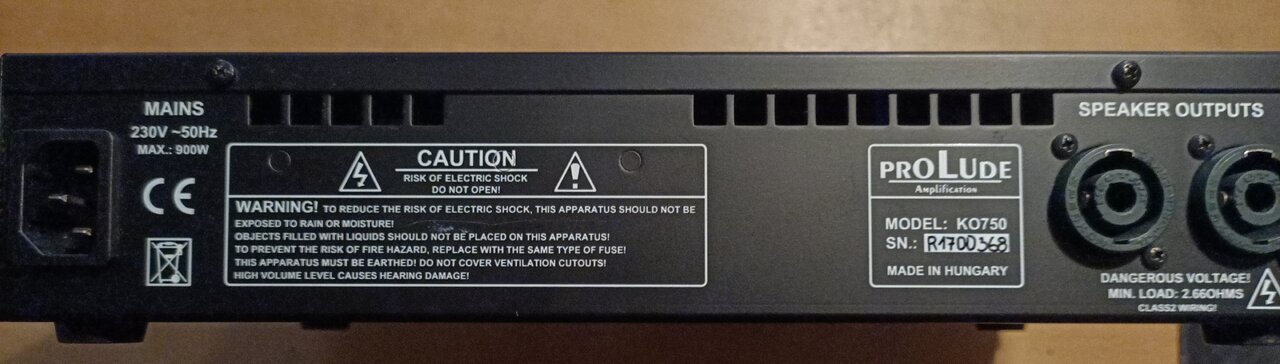 MAINS
230V ~50Hz
MAX.: 900W
CE
CAUTION
RISK OF ELECTRIC SHOCK
DO NOT OPEN!
WARNING! TO REDUCE THE RISK OF ELECTRIC SHOCK, THIS APPARATUS SHOULD NOT BE
EXPOSED TO RAIN OR MOISTURE!
OBJECTS FILLED WITH LIQUIDS SHOULD NOT BE PLACED ON THIS APPARATUS!
TO PREVENT THE RISK OF FIRE HAZARD, REPLACE WITH THE SAME TYPE OF FUSE!
THIS APPARATUS MUST BE EARTHED! DO NOT COVER VENTILATION CUTOUTS!
HIGH VOLUME LEVEL CAUSES HEARING DAMAGE!
PROLUDE
Amplification
MODEL: KO750
SN.: R1700368
MADE IN HUNGARY
SPEAKER OUTPUTS
DANGEROUS VOLTAGE!
MIN. LOAD: 2.66OHMS
CLASS2 WIRING!